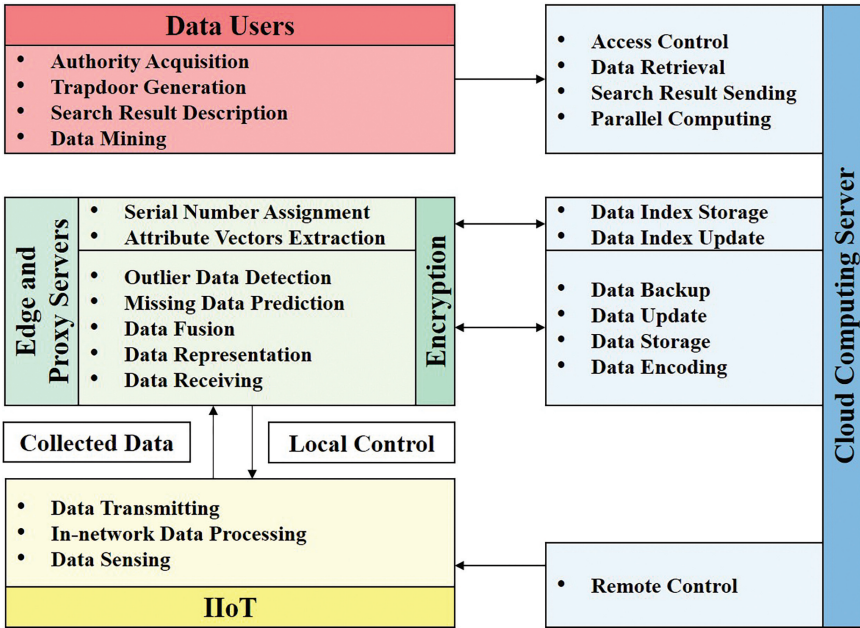 Data Users
• Authority Acquisition
• Trapdoor Generation
• Search Result Description
• Data Mining
• Access Control
• Data Retrieval
• Search Result Sending
• Parallel Computing
Cloud Computing Server
Edge and
Proxy Servers
• Serial Number Assignment
• Attribute Vectors Extraction
• Outlier Data Detection
• Missing Data Prediction
• Data Fusion
• Data Representation
• Data Receiving
Encryption
• Data Index Storage
• Data Index Update
• Data Backup
• Data Update
• Data Storage
• Data Encoding
Collected Data
Local Control
• Data Transmitting
• In-network Data Processing
• Data Sensing
IIoT
• Remote Control